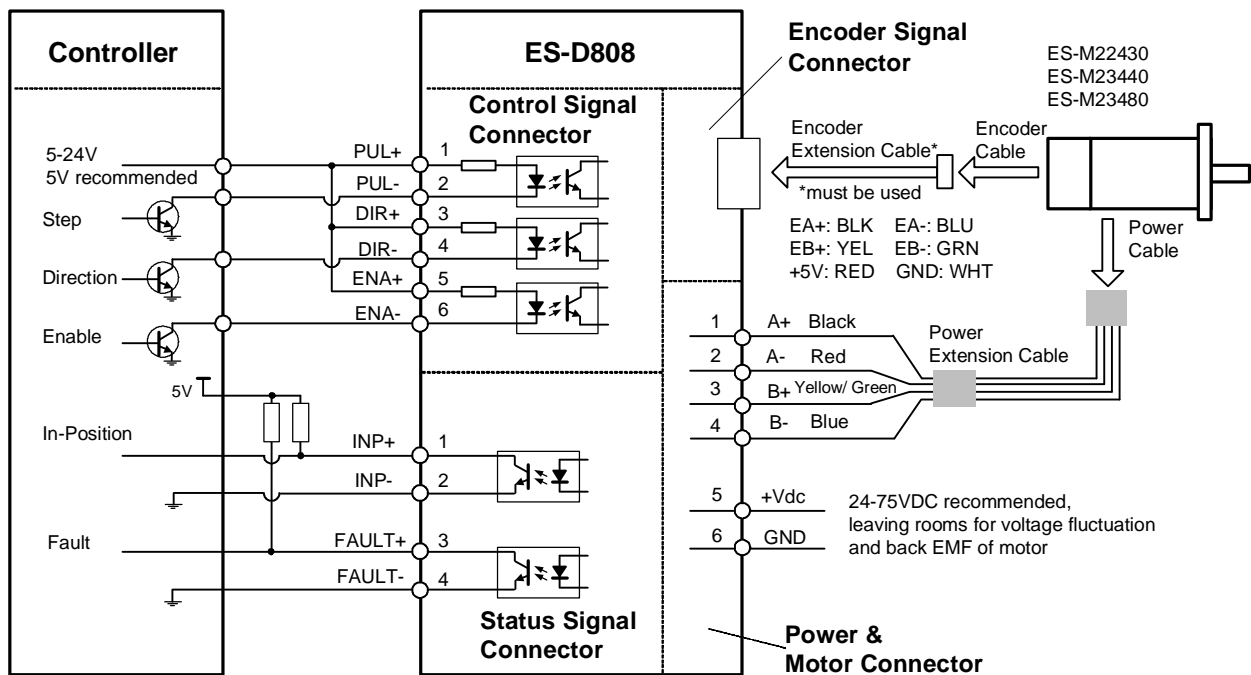 Controller
5-24V
5V recommended
Step
Direction
Enable
5V
In-Position
Fault
PUL+
PUL-
DIR+
DIR-
ENA+
ENA-
INP+
INP-
FAULT+
FAULT-
ES-D808
Control Signal
Connector
1
2
3
4
5
6
1
2
3
4
Status Signal
Connector
Encoder Signal
Connector
Encoder
Extension Cable*
*must be used
Encoder
Cable
EA+: BLK EA-: BLU
EB+: YEL EB-: GRN
+5V: RED GND: WHT
ES-M22430
ES-M23440
ES-M23480
Power
Cable
1 A+ Black
2 A- Red
3 B+ Yellow/ Green
4 B- Blue
Power
Extension Cable
5 +Vdc
6 GND
24-75VDC recommended,
leaving rooms for voltage fluctuation
and back EMF of motor
Power &
Motor Connector